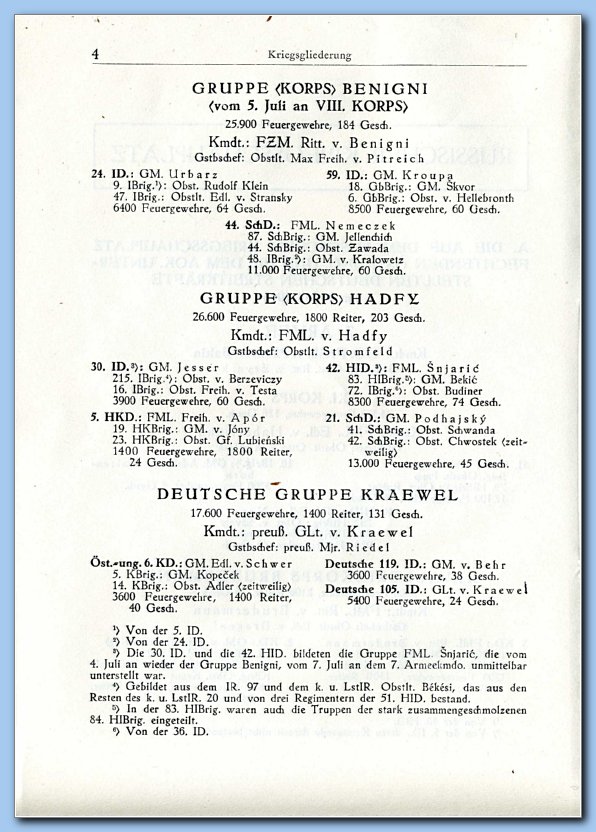 4
Kriegsgliederung
GRUPPE (KORPS) BENIGNI
(vom 5. Juli an VIII. KORPS)
25.900 Feuergewehre, 184 Gesch.
Kmdt.: FZM. Ritt. v. Benigni
Gstbschef: Obstlt. Max Freih. v. Pitreich
24. ID.: GM. Urbarz
9. IBrig.¹): Obst. Rudolf Klein
47. IBrig.: Obstlt. Edl. v. Stransky
6400 Feuergewehre, 64 Gesch.
59. ID.: GM. Kroupa
18. GbBrig.: GM. Škvor
6. GbBrig.: Obst. v. Hellebronth
8500 Feuergewehre, 60 Gesch.
44. SchD.: FML. Nemeczek
87. SchBrig.: GM. Jellenchich
44. SchBrig.: Obst. Zawada
48. IBrig.²): GM. v. Kralowetz
11.000 Feuergewehre, 60 Gesch.
GRUPPE (KORPS) HADFY
26.600 Feuergewehre, 1800 Reiter, 203 Gesch.
Kmdt.: FML. v. Hadfy
Gstbschef: Obstlt. Stromfeld
30. ID.³): GM. Jesser
215. IBrig.⁴): Obst. v. Berzeviczy
16. IBrig.: Obst. Freih. v. Testa
3900 Feuergewehre, 60 Gesch.
42. HID.³): FML. Šnjarić
83. HIBrig.⁵): GM. Bekić
72. IBrig.⁶): Obst. Budiner
8300 Feuergewehre, 74 Gesch.
5. HKD.: FML. Freih. v. Apór
19. HKBrig.: GM. v. Jóny
23. HKBrig.: Obst. Gf. Lubieński
1400 Feuergewehre, 1800 Reiter,
24 Gesch.
21. SchD.: GM. Podhajský
41. SchBrig.: Obst. Schwanda
42. SchBrig.: Obst. Chwostek (zeit-
weilig)
13.000 Feuergewehre, 45 Gesch.
DEUTSCHE GRUPPE KRAEWEL
17.600 Feuergewehre, 1400 Reiter, 131 Gesch.
Kmdt.: preuß. GLt. v. Kraewel
Gstbschef: preuß. Mjr. Riedel
Öst.-ung. 6. KD.: GM. Edl. v. Schwer
5. KBrig.: GM. Kopeček
14. KBrig.: Obst. Adler (zeitweilig)
3600 Feuergewehre, 1400 Reiter,
40 Gesch.
Deutsche 119. ID.: GM. v. Behr
3600 Feuergewehre, 38 Gesch.
Deutsche 105. ID.: GLt. v. Kraewel
5400 Feuergewehre, 24 Gesch.
¹) Von der 5. ID.
²) Von der 24. ID.
³) Die 30. ID. und die 42. HID. bildeten die Gruppe FML. Šnjarić, die vom
4. Juli an wieder der Gruppe Benigni, vom 7. Juli an dem 7. Armeekmdo. unmittelbar
unterstellt war.
⁴) Gebildet aus dem IR. 97 und dem k. u. LstIR. Obstlt. Békési, das aus den
Resten des k. u. LstIR. 20 und von drei Regimentern der 51. HID. bestand.
⁵) In der 83. HIBrig. waren auch die Truppen der stark zusammengeschmolzenen
84. HIBrig. eingeteilt.
⁶) Von der 36. ID.